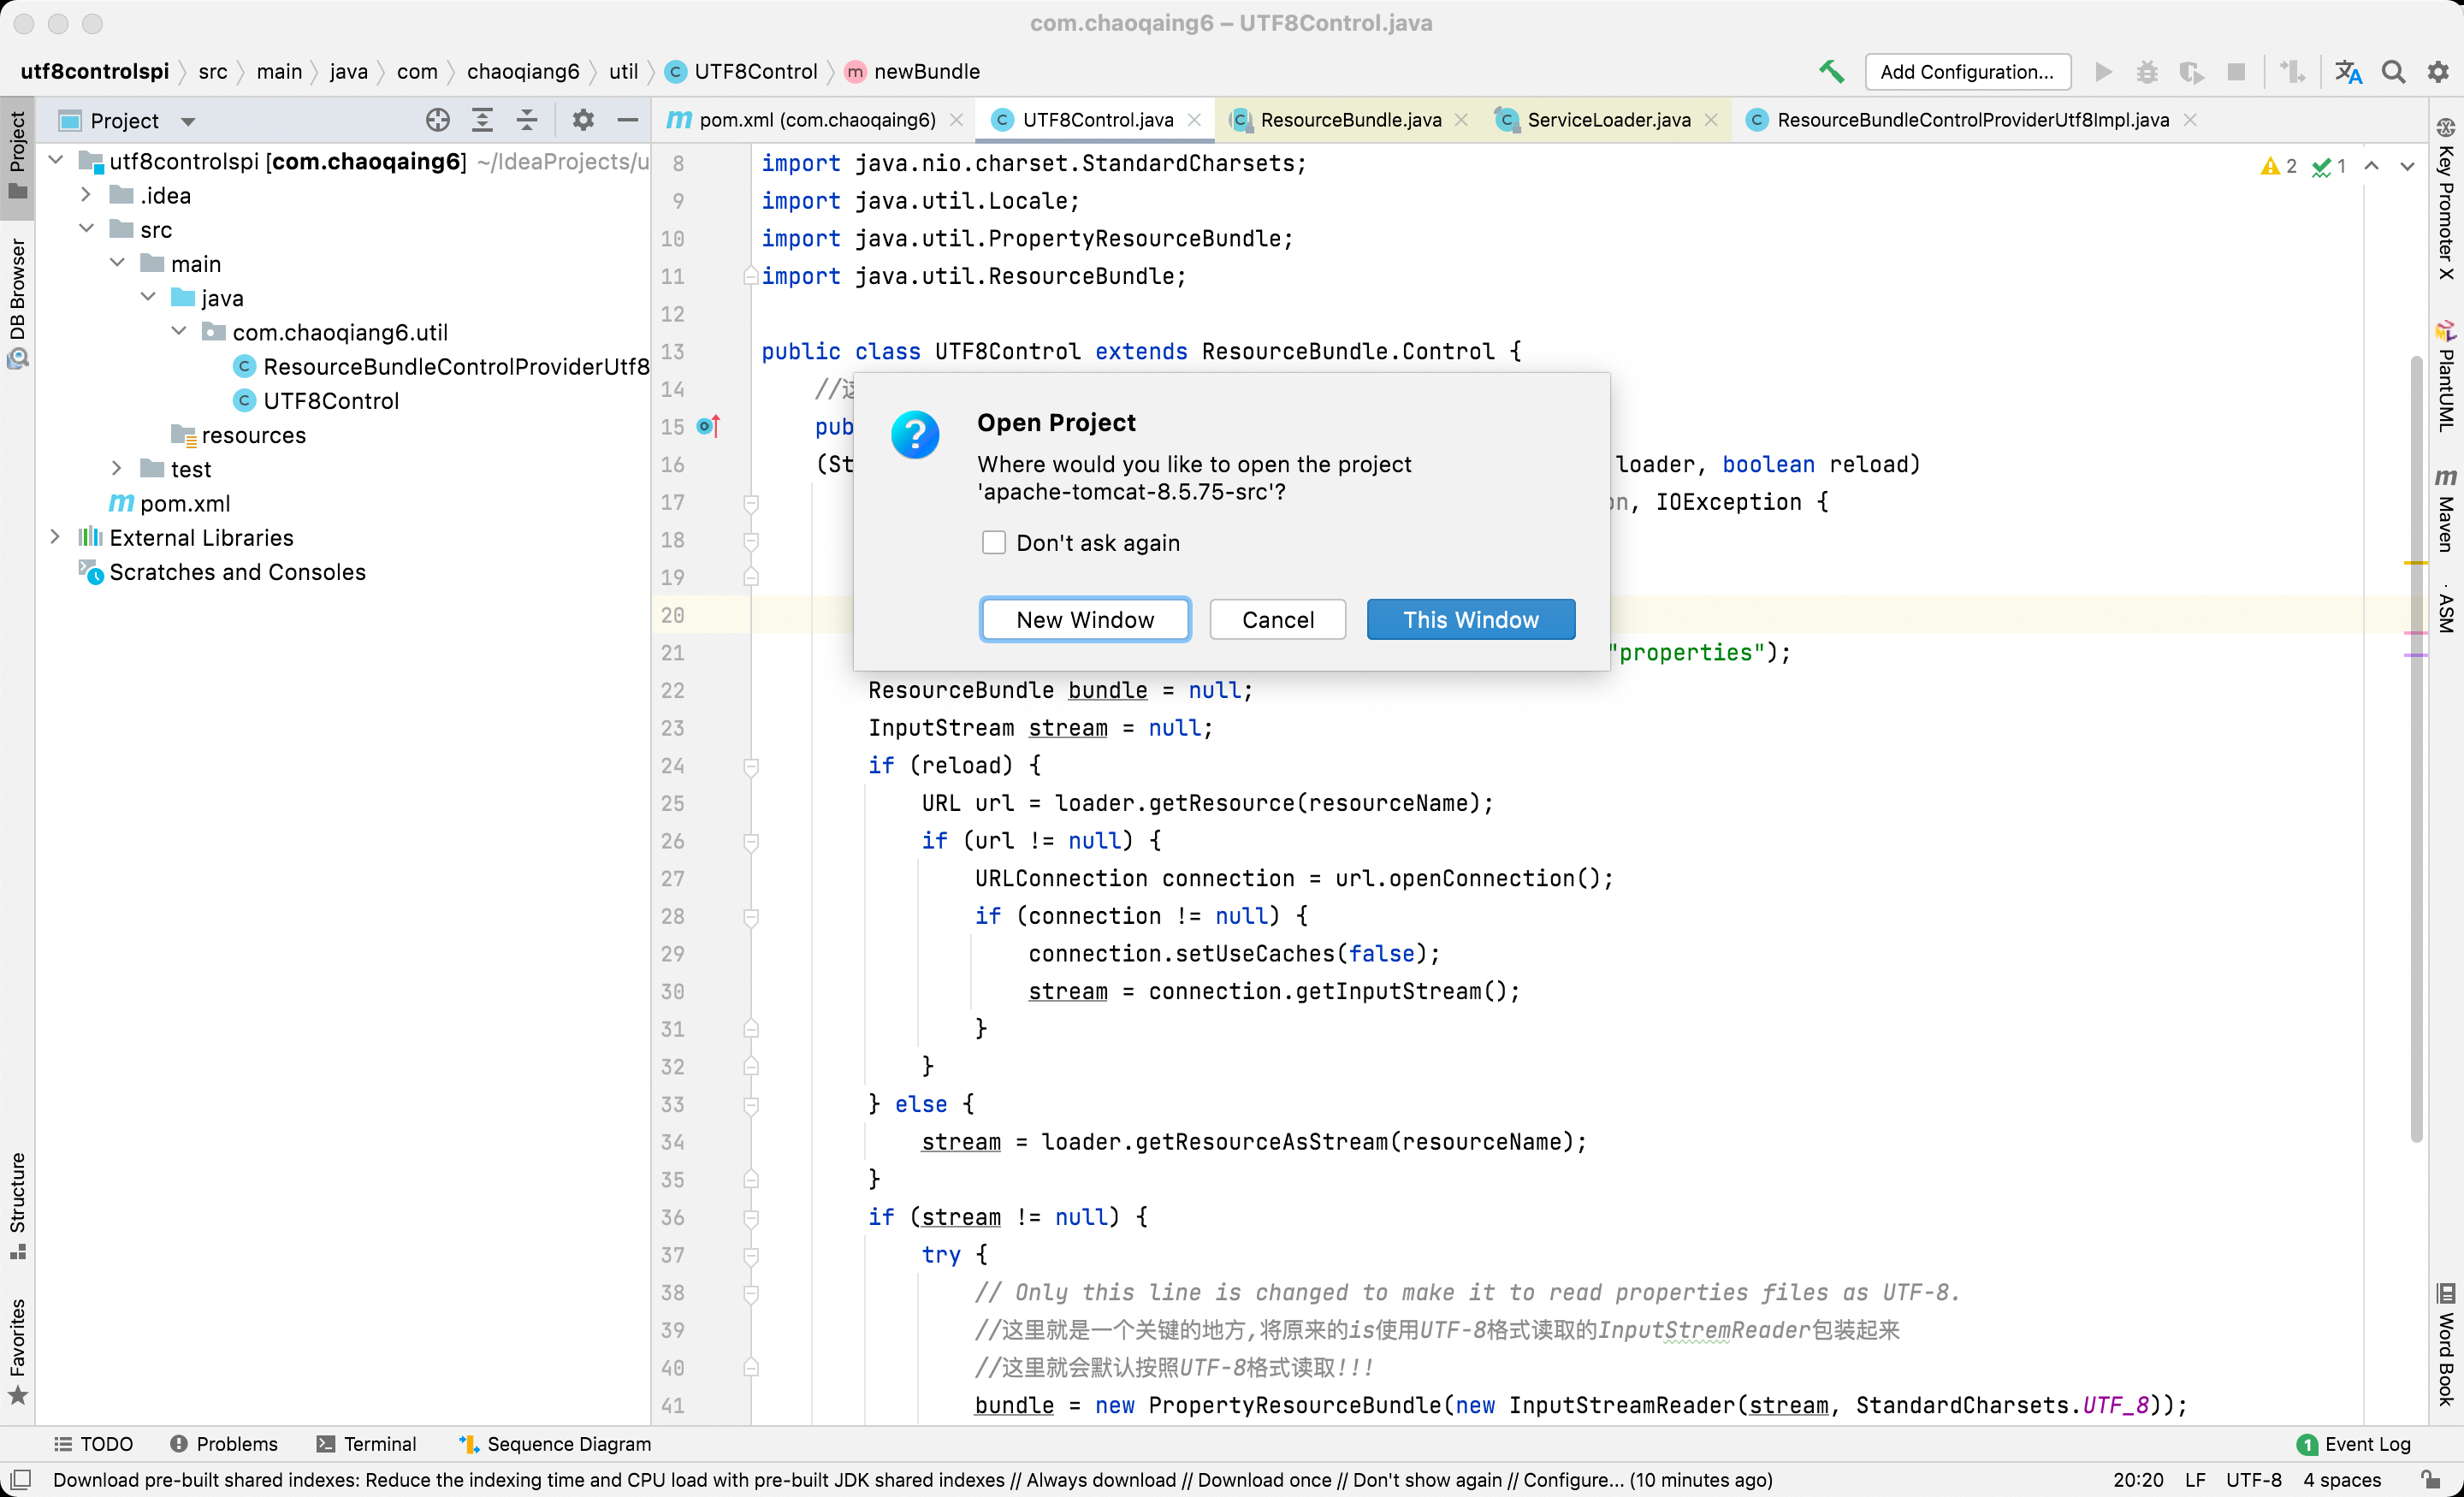 com.chaoqaing6 – UTF8Control.java
utf8controlspi src main java com chaoqiang6 util UTF8Control newBundle
Add Configuration...
Project
pom.xml (com.chaoqaing6) UTF8Control.java ResourceBundle.java ServiceLoader.java ResourceBundleControlProviderUtf8Impl.java
Project
DB Browser
Structure
Favorites
utf8controlspi [com.chaoqaing6] ~/IdeaProjects/u
.idea
src
main
java
com.chaoqiang6.util
ResourceBundleControlProviderUtf8
UTF8Control
resources
test
pom.xml
External Libraries
Scratches and Consoles
2 1
8 import java.nio.charset.StandardCharsets;
9 import java.util.Locale;
10 import java.util.PropertyResourceBundle;
11 import java.util.ResourceBundle;
12
13 public class UTF8Control extends ResourceBundle.Control {
14 //
15 pub
16 (St loader, boolean reload)
17 n, IOException {
18
19
20
21 "properties");
22 ResourceBundle bundle = null;
23 InputStream stream = null;
24 if (reload) {
25 URL url = loader.getResource(resourceName);
26 if (url != null) {
27 URLConnection connection = url.openConnection();
28 if (connection != null) {
29 connection.setUseCaches(false);
30 stream = connection.getInputStream();
31 }
32 }
33 } else {
34 stream = loader.getResourceAsStream(resourceName);
35 }
36 if (stream != null) {
37 try {
38 // Only this line is changed to make it to read properties files as UTF-8.
39 //这里就是一个关键的地方,将原来的is使用UTF-8格式读取的InputStremReader包装起来
40 //这里就会默认按照UTF-8格式读取!!!
41 bundle = new PropertyResourceBundle(new InputStreamReader(stream, StandardCharsets.UTF_8));
Open Project
Where would you like to open the project
'apache-tomcat-8.5.75-src'?
Don't ask again
New Window Cancel This Window
Key Promoter X
PlantUML
Maven
ASM
Word Book
TODO Problems Terminal Sequence Diagram 1 Event Log
Download pre-built shared indexes: Reduce the indexing time and CPU load with pre-built JDK shared indexes // Always download // Download once // Don't show again // Configure... (10 minutes ago) 20:20 LF UTF-8 4 spaces